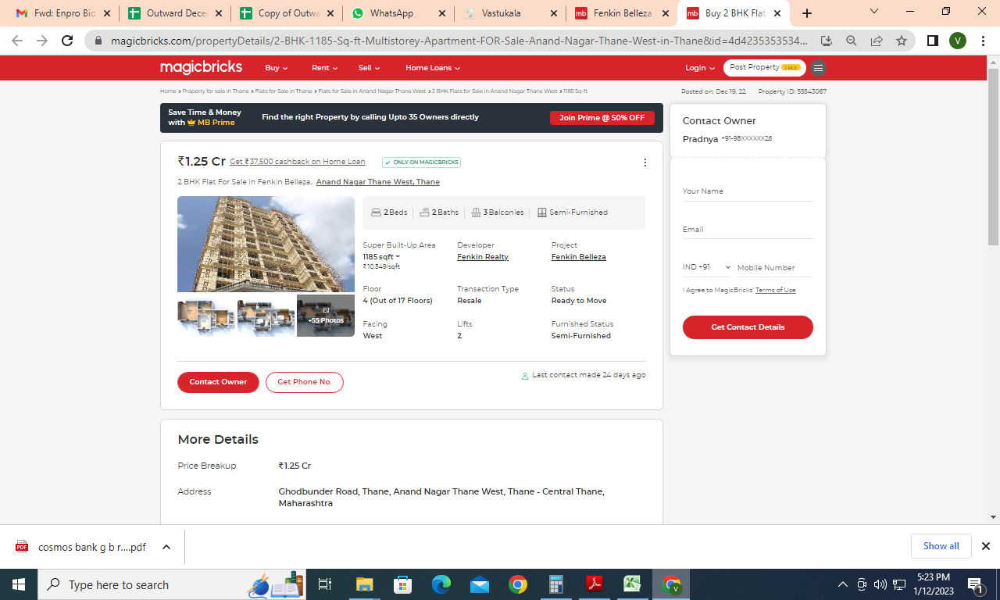 Fwd: Enpro Bio
Outward Decer
Copy of Outwa
WhatsApp
Vastukala
Fenkin Belleza
Buy 2 BHK Flat
magicbricks.com/propertyDetails/2-BHK-1185-Sq-ft-Multistorey-Apartment-FOR-Sale-Anand-Nagar-Thane-West-in-Thane&id=4d4235353534...
V
magicbricks
Buy
Rent
Sell
Home Loans
Login
Post Property FREE
Home > Property for sale in Thane > Flats for Sale in Thane > Flats for Sale in Anand Nagar Thane West > 2 BHK Flats for Sale in Anand Nagar Thane West > 1185 Sq-ft
Posted on: Dec 19, 22 Property ID: 55543067
Save Time & Money
with MB Prime
Find the right Property by calling Upto 35 Owners directly
Join Prime @ 50% OFF
₹1.25 Cr Get ₹37,500 cashback on Home Loan
ONLY ON MAGICBRICKS
2 BHK Flat For Sale in Fenkin Belleza, Anand Nagar Thane West, Thane
2 Beds
2 Baths
3 Balconies
Semi-Furnished
Super Built-Up Area
1185 sqft
₹10,549/sqft
Developer
Fenkin Realty
Project
Fenkin Belleza
Floor
4 (Out of 17 Floors)
Transaction Type
Resale
Status
Ready to Move
Facing
West
Lifts
2
Furnished Status
Semi-Furnished
+55 Photos
Contact Owner
Get Phone No.
Last contact made 24 days ago
Contact Owner
Pradnya +91-98XXXXXX26
Your Name
Email
IND +91
Mobile Number
I Agree to MagicBricks' Terms of Use
Get Contact Details
More Details
Price Breakup ₹1.25 Cr
Address Ghodbunder Road, Thane, Anand Nagar Thane West, Thane - Central Thane,
Maharashtra
PDF
cosmos bank g b r....pdf
Show all
Type here to search
5:23 PM
1/12/2023
1